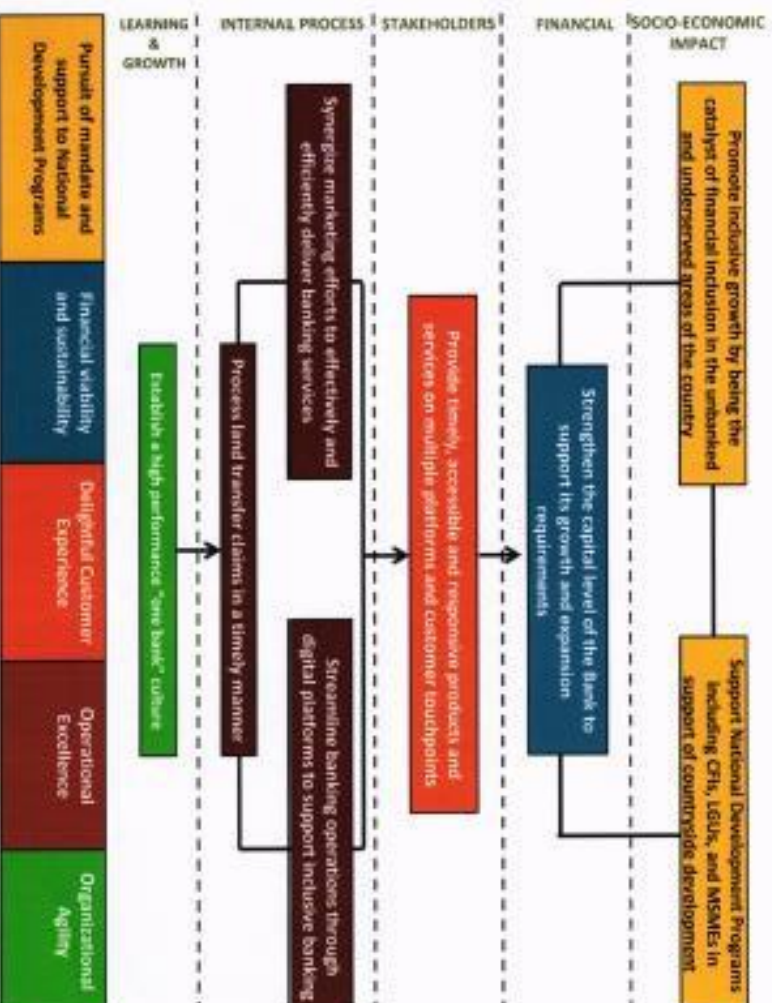 LEARNING
&
GROWTH
INTERNAL PROCESS
STAKEHOLDERS
FINANCIAL
SOCIO-ECONOMIC
IMPACT
Promote inclusive growth by being the
catalyst of financial inclusion in the unbanked
and underserved areas of the country
Support National Development Programs
including CFIs, LGUs, and MSMEs in
support of countryside development
Strengthen the capital level of the Bank to
support its growth and expansion
requirements
Provide timely, accessible and responsive products and
services on multiple platforms and customer touchpoints
Synergize marketing efforts to effectively and
efficiently deliver banking services
Streamline banking operations through
digital platforms to support inclusive banking
Process land transfer claims in a timely manner
Establish a high performance "one bank" culture
Pursuit of mandate and
support to National
Development Programs
Financial viability
and sustainability
Delightful Customer
Experience
Operational
Excellence
Organizational
Agility